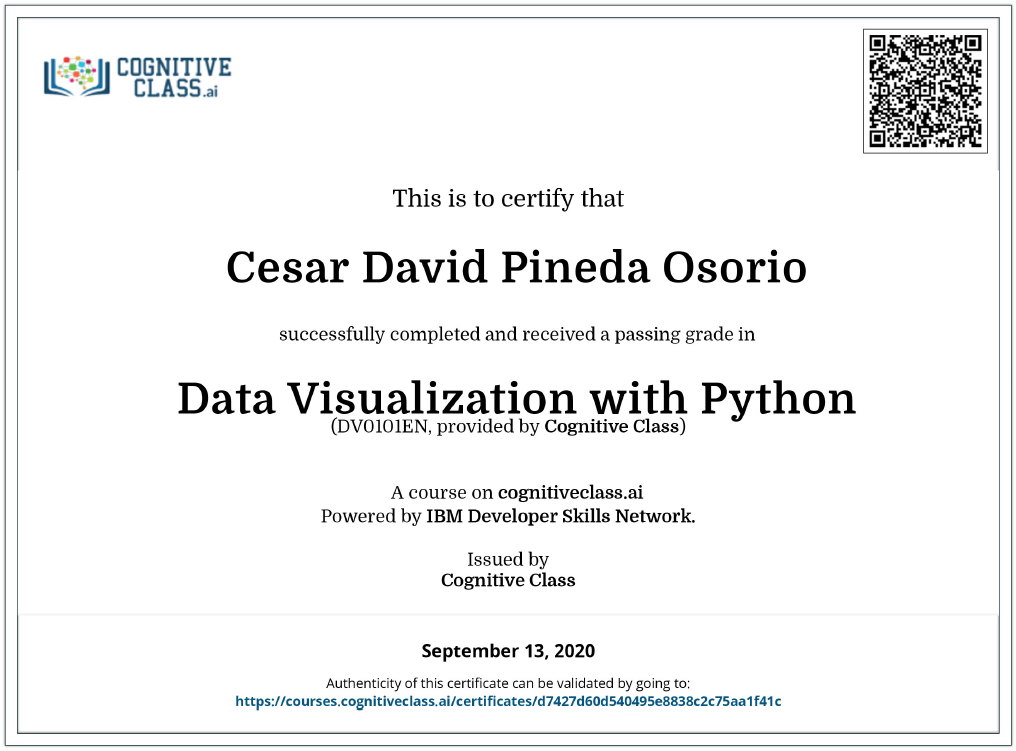 COGNITIVE
CLASS.ai
This is to certify that
Cesar David Pineda Osorio
successfully completed and received a passing grade in
Data Visualization with Python
(DV0101EN, provided by Cognitive Class)
A course on cognitiveclass.ai
Powered by IBM Developer Skills Network.
Issued by
Cognitive Class
September 13, 2020
Authenticity of this certificate can be validated by going to:
https://courses.cognitiveclass.ai/certificates/d7427d60d540495e8838c2c75aa1f41c